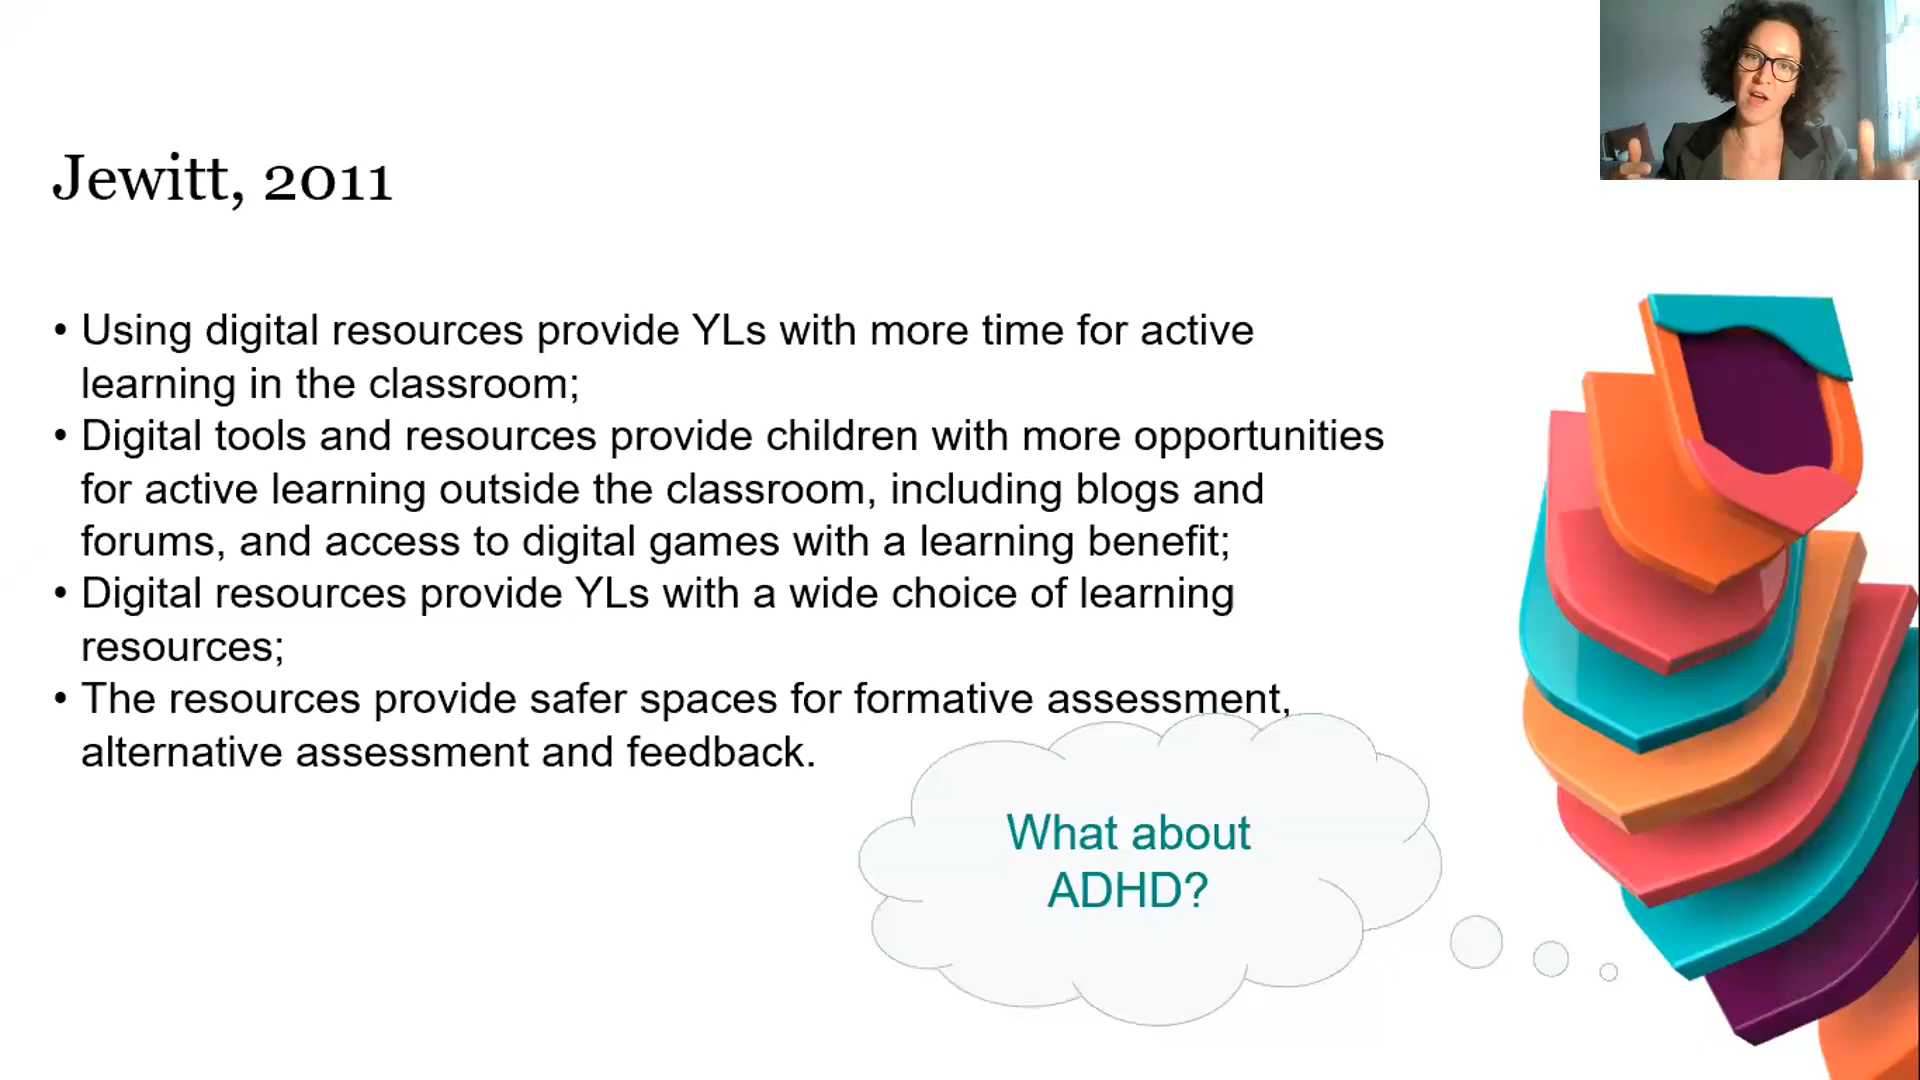 Jewitt, 2011
• Using digital resources provide YLs with more time for active
learning in the classroom;
• Digital tools and resources provide children with more opportunities
for active learning outside the classroom, including blogs and
forums, and access to digital games with a learning benefit;
• Digital resources provide YLs with a wide choice of learning
resources;
• The resources provide safer spaces for formative assessment,
alternative assessment and feedback.
What about
ADHD?